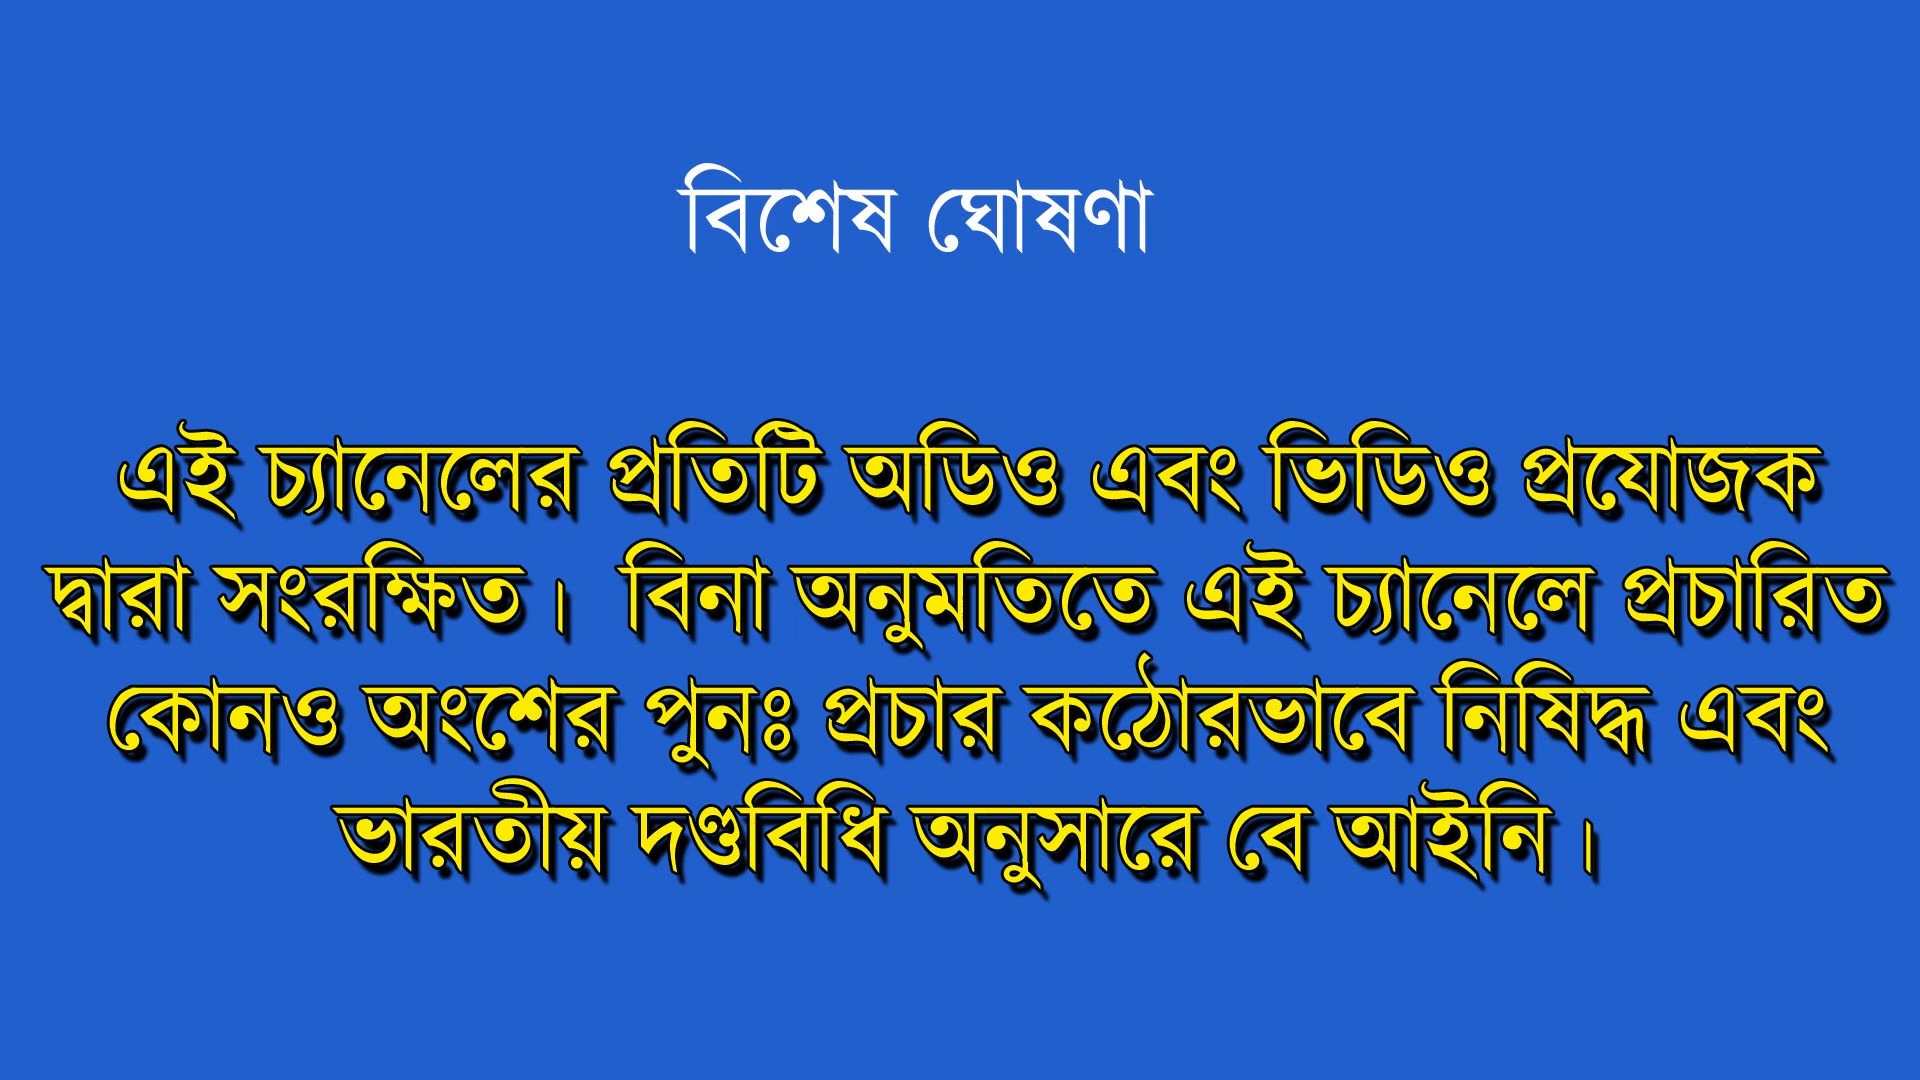 বিশেষ ঘোষণা
এই চ্যানেলের প্রতিটি অডিও এবং ভিডিও প্রযোজক
দ্বারা সংরক্ষিত। বিনা অনুমতিতে এই চ্যানেলে প্রচারিত
কোনও অংশের পুনঃ প্রচার কঠোরভাবে নিষিদ্ধ এবং
ভারতীয় দণ্ডবিধি অনুসারে বে আইনি।